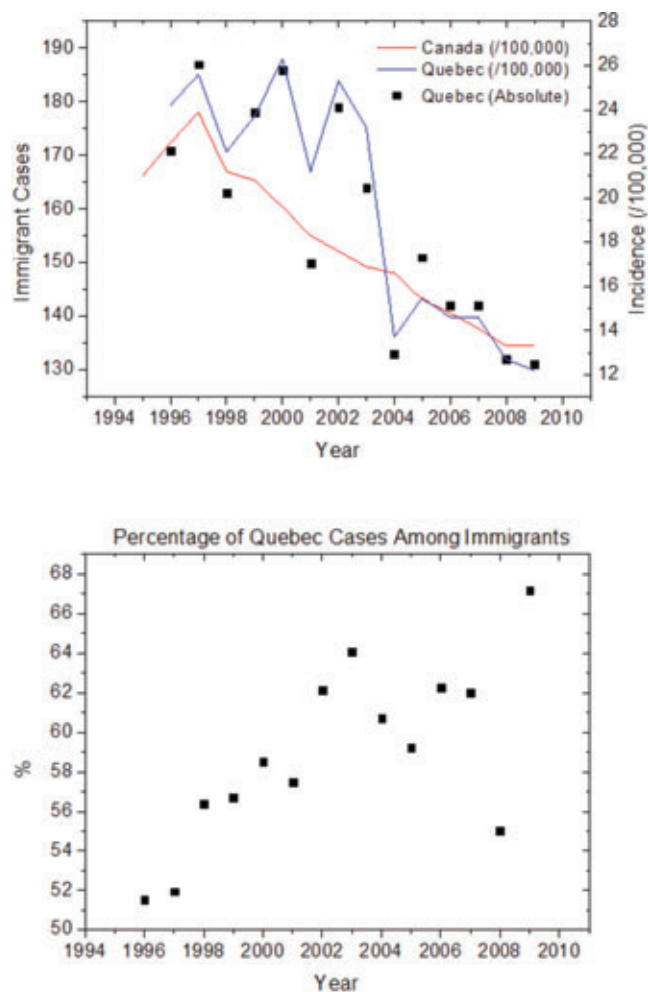 190
180
170
160
150
140
130
Immigrant Cases
Canada (/100,000)
Quebec (/100,000)
Quebec (Absolute)
28
26
24
22
20
18
16
14
12
Incidence (/100,000)
1994 1996 1998 2000 2002 2004 2006 2008 2010
Year
Percentage of Quebec Cases Among Immigrants
68
66
64
62
60
58
56
54
52
50
%
1994 1996 1998 2000 2002 2004 2006 2008 2010
Year